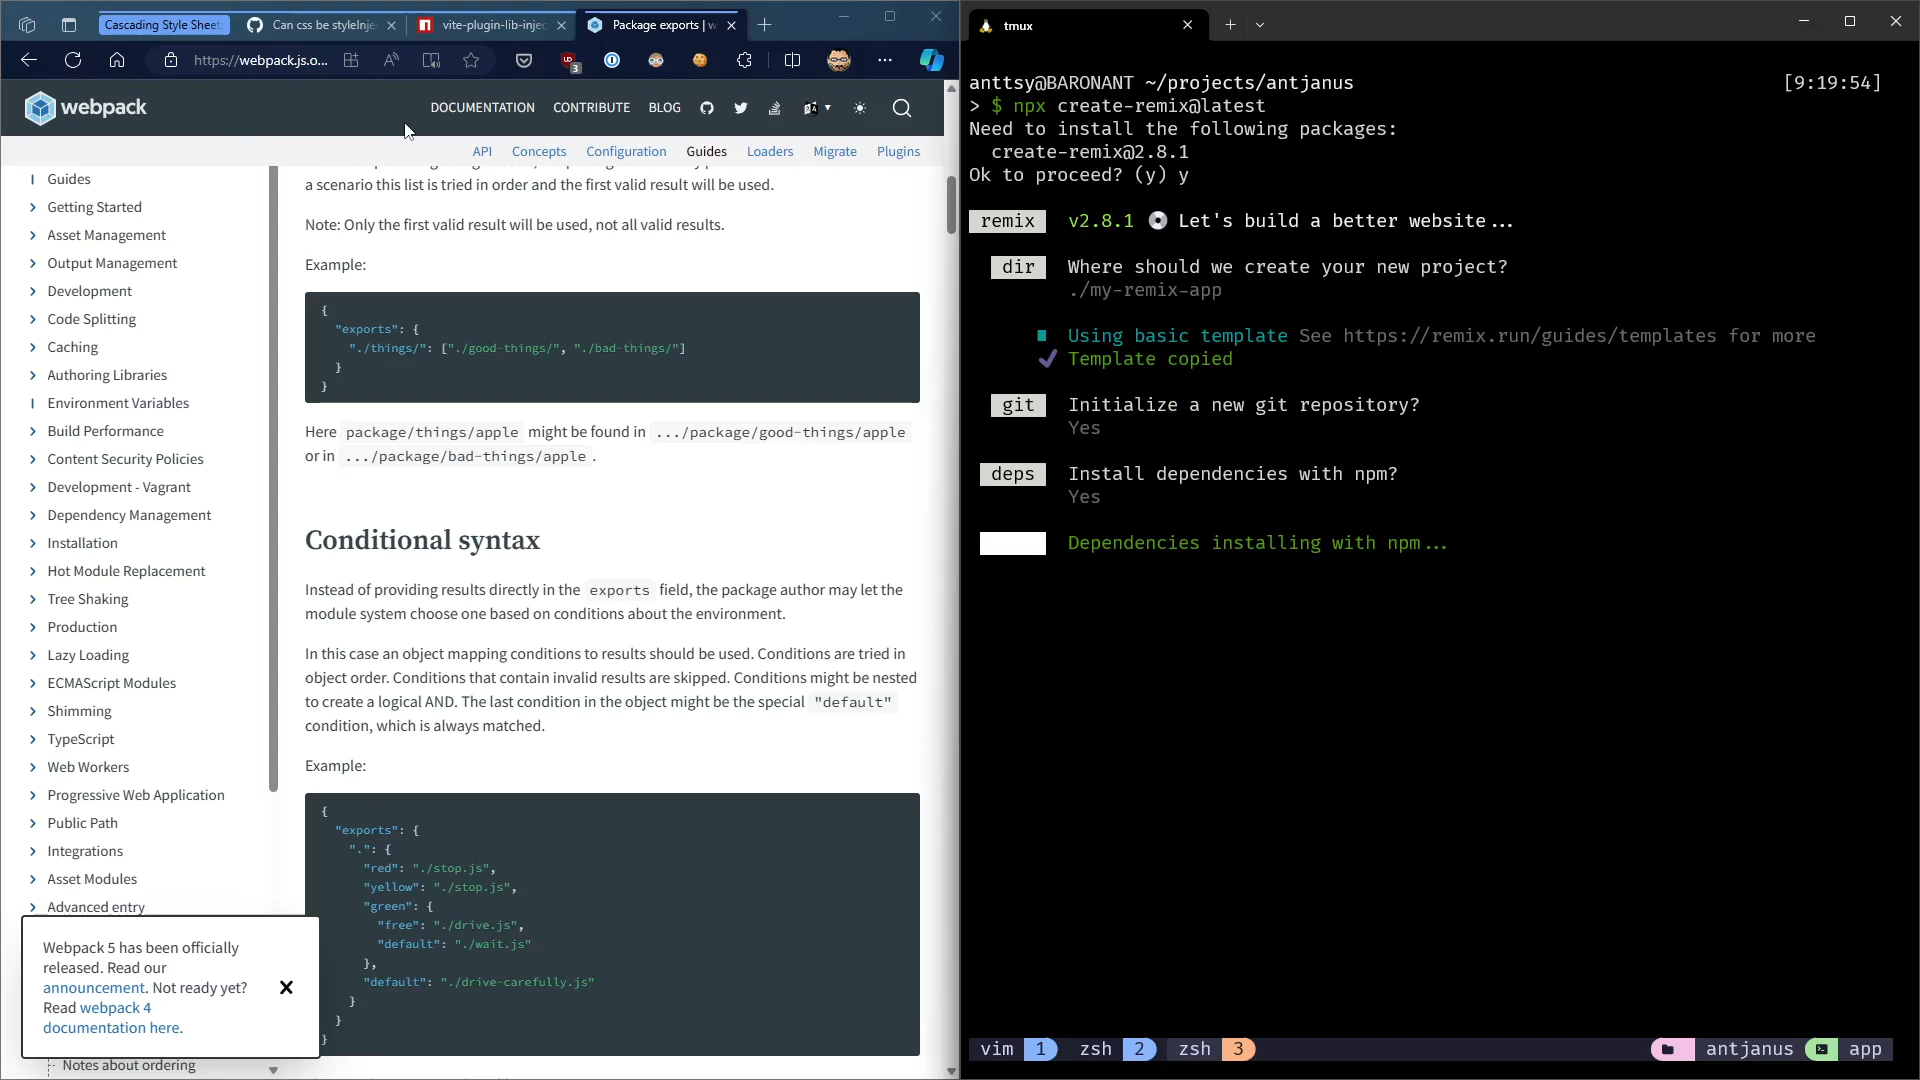 Cascading Style Sheet
Can css be styleInje
vite-plugin-lib-injec
Package exports | w
https://webpack.js.o...
3
webpack
DOCUMENTATION
CONTRIBUTE
BLOG
API
Concepts
Configuration
Guides
Loaders
Migrate
Plugins
Guides
Getting Started
Asset Management
Output Management
Development
Code Splitting
Caching
Authoring Libraries
Environment Variables
Build Performance
Content Security Policies
Development - Vagrant
Dependency Management
Installation
Hot Module Replacement
Tree Shaking
Production
Lazy Loading
ECMAScript Modules
Shimming
TypeScript
Web Workers
Progressive Web Application
Public Path
Integrations
Asset Modules
Advanced entry
Notes about ordering
Webpack 5 has been officially
released. Read our
announcement. Not ready yet?
Read webpack 4
documentation here.
a scenario this list is tried in order and the first valid result will be used.
Note: Only the first valid result will be used, not all valid results.
Example:
{
"exports": {
"./things/": ["./good-things/", "./bad-things/"]
}
}
Here package/things/apple might be found in .../package/good-things/apple
or in .../package/bad-things/apple .
Conditional syntax
Instead of providing results directly in the exports field, the package author may let the
module system choose one based on conditions about the environment.
In this case an object mapping conditions to results should be used. Conditions are tried in
object order. Conditions that contain invalid results are skipped. Conditions might be nested
to create a logical AND. The last condition in the object might be the special "default"
condition, which is always matched.
Example:
{
"exports": {
".": {
"red": "./stop.js",
"yellow": "./stop.js",
"green": {
"free": "./drive.js",
"default": "./wait.js"
},
"default": "./drive-carefully.js"
}
}
}
tmux
anttsy@BARONANT ~/projects/antjanus [9:19:54]
> $ npx create-remix@latest
Need to install the following packages:
create-remix@2.8.1
Ok to proceed? (y) y
remix v2.8.1 💿 Let's build a better website...
dir Where should we create your new project?
./my-remix-app
Using basic template See https://remix.run/guides/templates for more
✔ Template copied
git Initialize a new git repository?
Yes
deps Install dependencies with npm?
Yes
Dependencies installing with npm...
vim 1 zsh 2 zsh 3 antjanus app